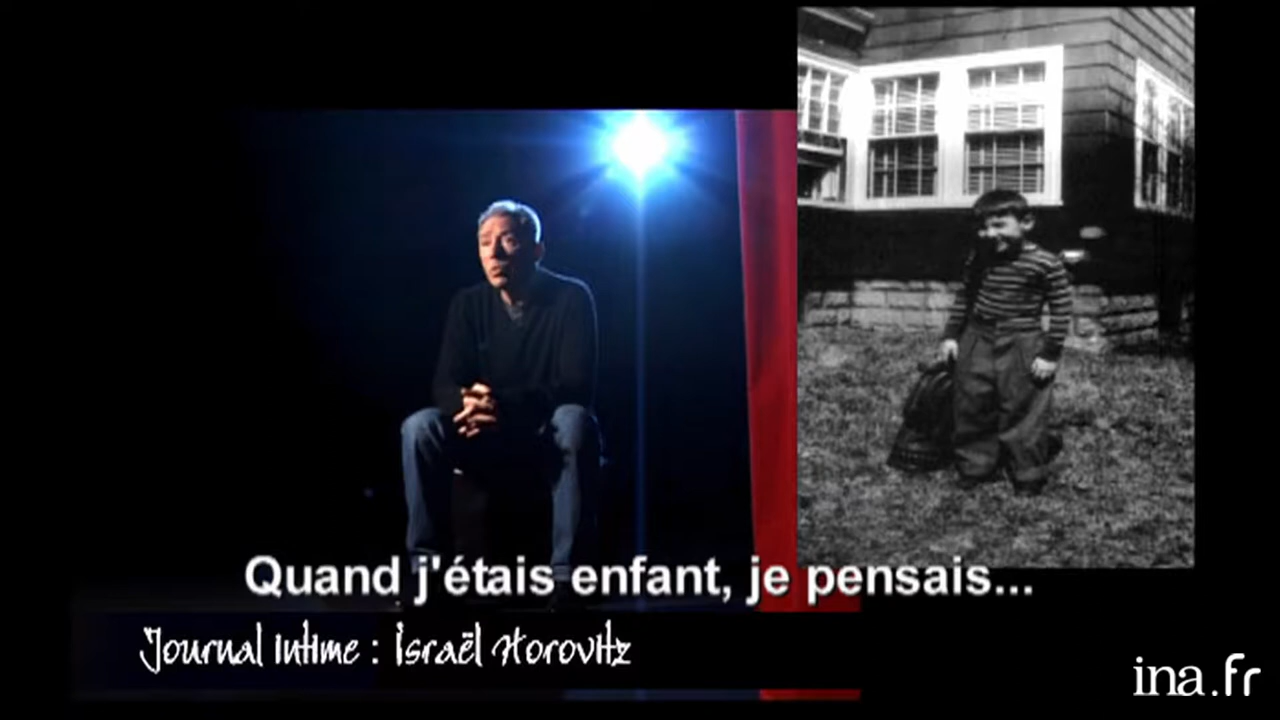 Quand j'étais enfant, je pensais...
Journal intime : Israël Horovitz
ina.fr